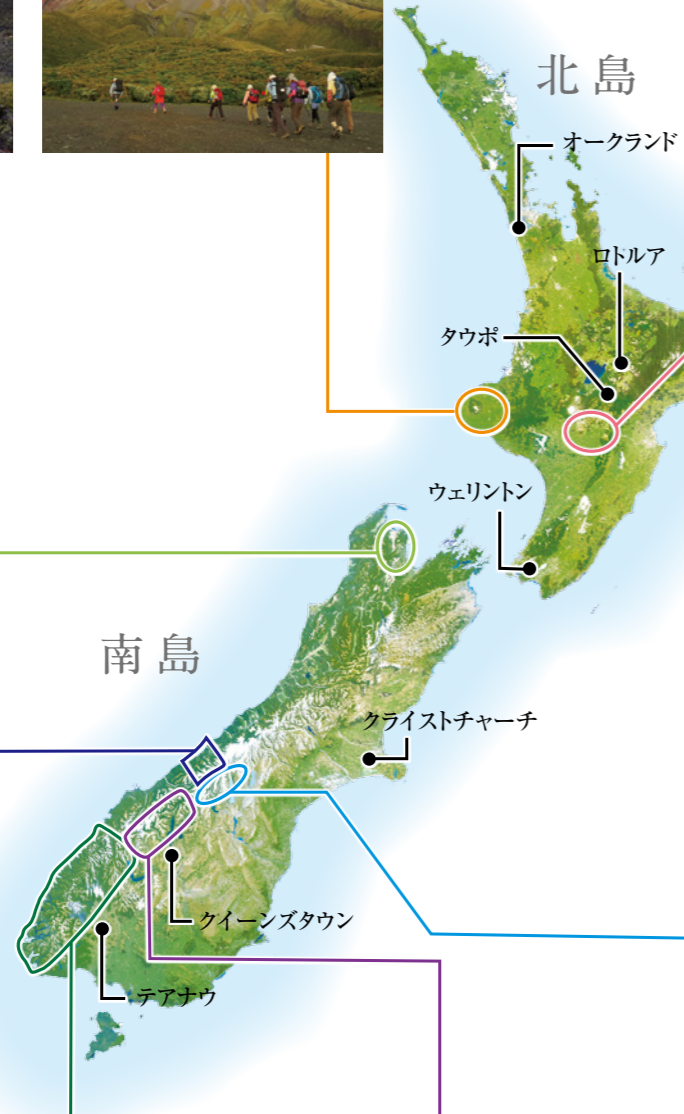 北島
オークランド
ロトルア
タウポ
ウェリントン
南島
クライストチャーチ
クイーンズタウン
テアナウ